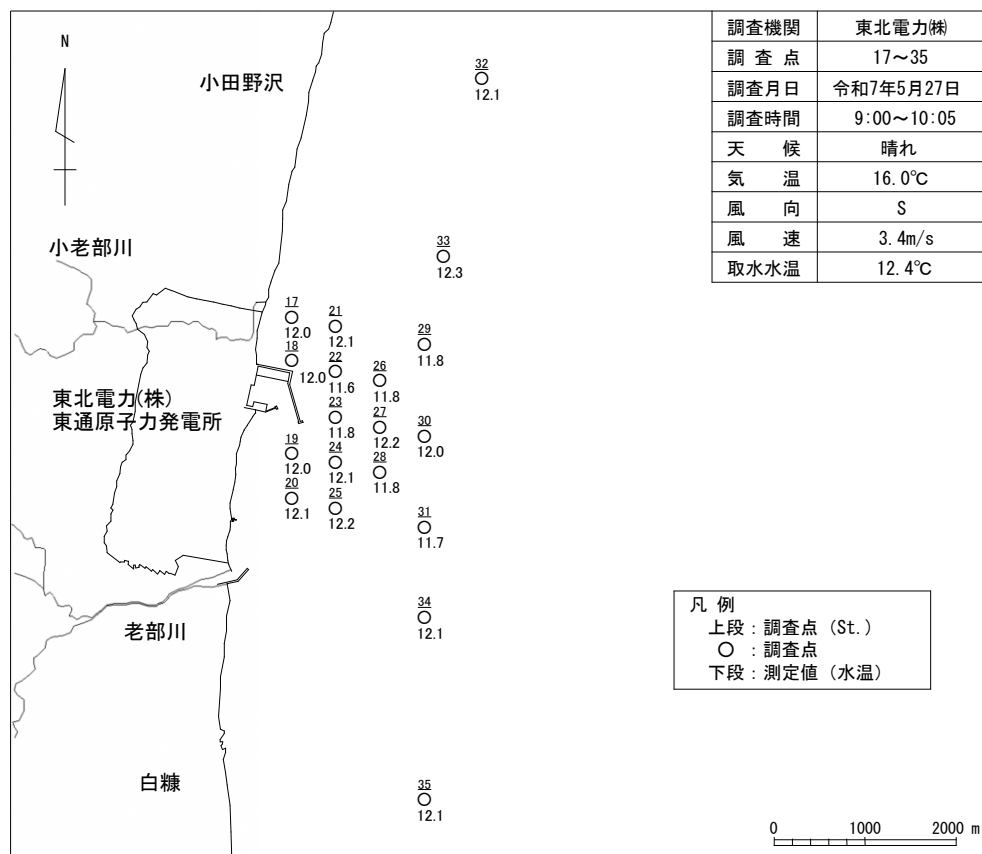 調査機関 東北電力㈱
調査点 17～35
調査月日 令和7年5月27日
調査時間 9:00～10:05
天候 晴れ
気温 16.0℃
風向 S
風速 3.4m/s
取水水温 12.4℃
N
小田野沢
32
12.1
小老部川
33
12.3
17
12.0
21
12.1
18
12.0
29
11.8
22
11.6
26
11.8
東北電力(株)
東通原子力発電所
23
11.8
27
12.2
30
12.0
19
12.0
24
12.1
28
11.8
20
12.1
25
12.2
31
11.7
34
12.1
老部川
凡 例
上段：調査点（St.）
○ ：調査点
下段：測定値（水温）
白糠
35
12.1
0 1000 2000 m